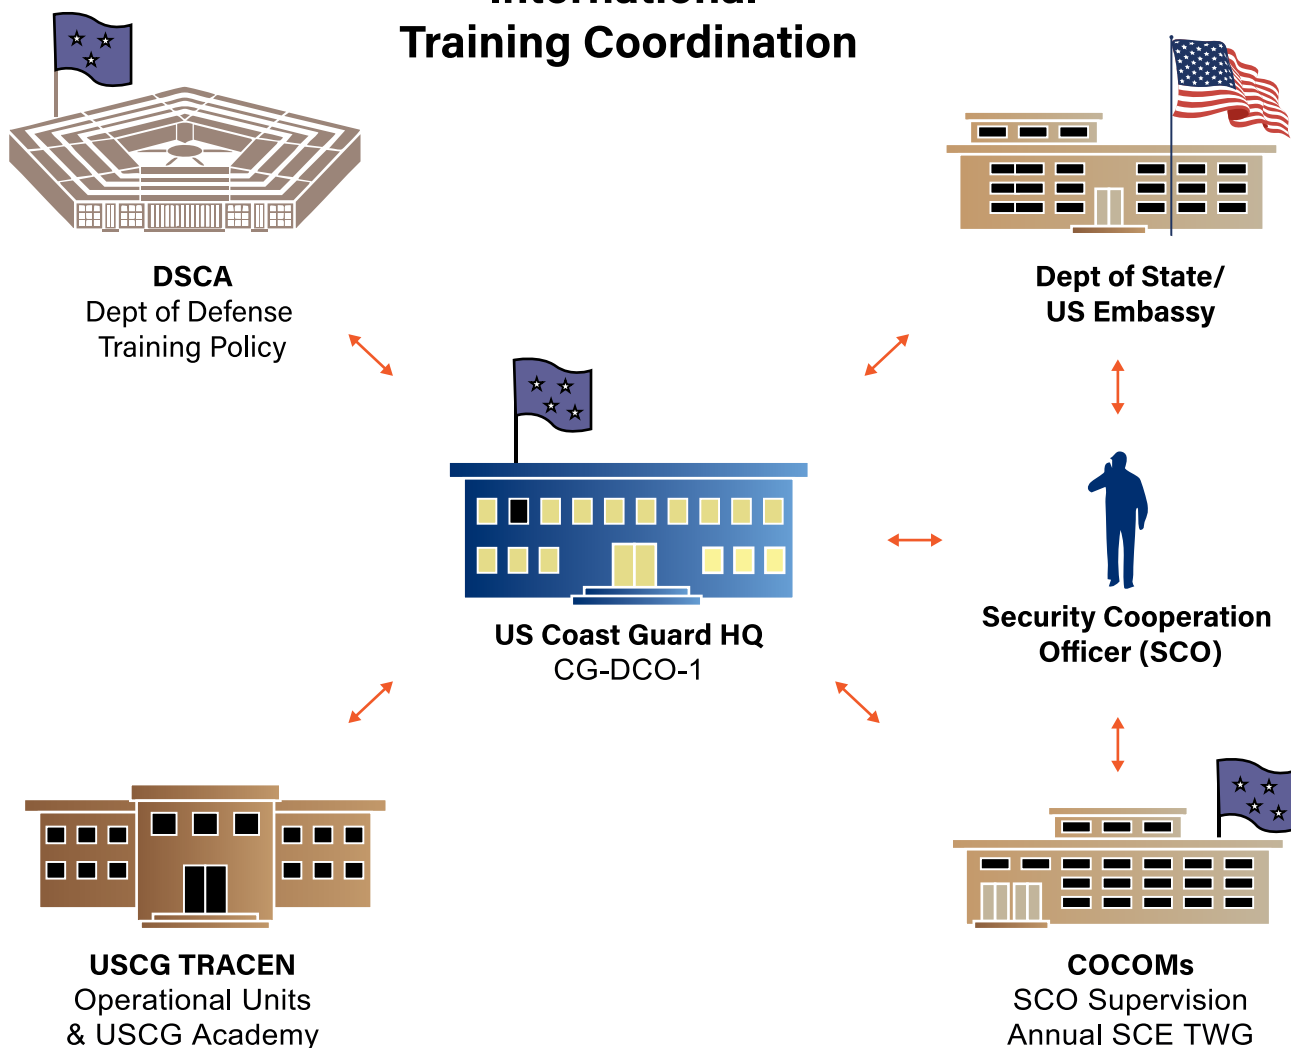 International
Training Coordination
DSCA
Dept of Defense
Training Policy
Dept of State/
US Embassy
US Coast Guard HQ
CG-DCO-1
Security Cooperation
Officer (SCO)
USCG TRACEN
Operational Units
& USCG Academy
COCOMs
SCO Supervision
Annual SCE TWG